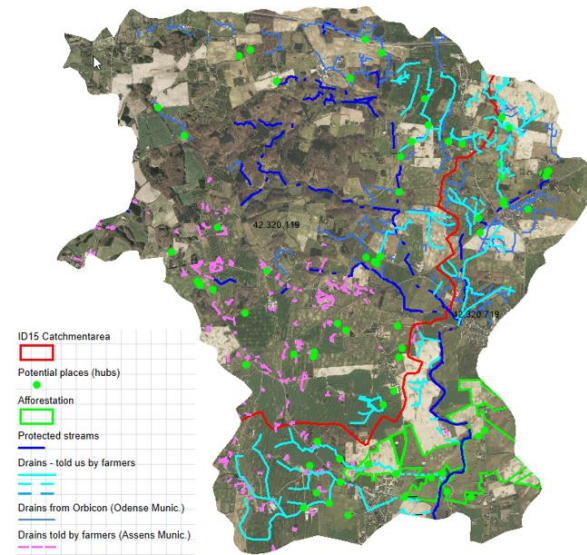 42.320.119
42.320.719
ID15 Catchmentarea
Potential places (hubs)
Afforestation
Protected streams
Drains - told us by farmers
Drains from Orbicon (Odense Munic.)
Drains told by farmers (Assens Munic.)